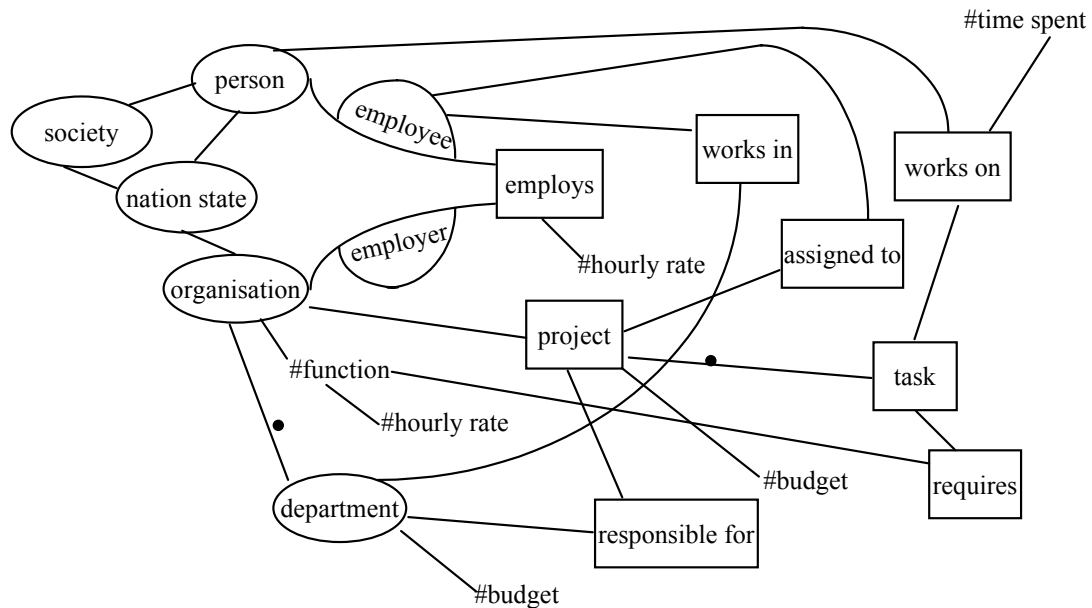 #time spent
person
society
employee
works in
works on
employs
nation state
employer
assigned to
#hourly rate
organisation
project
#function
task
#hourly rate
#budget
requires
department
responsible for
#budget